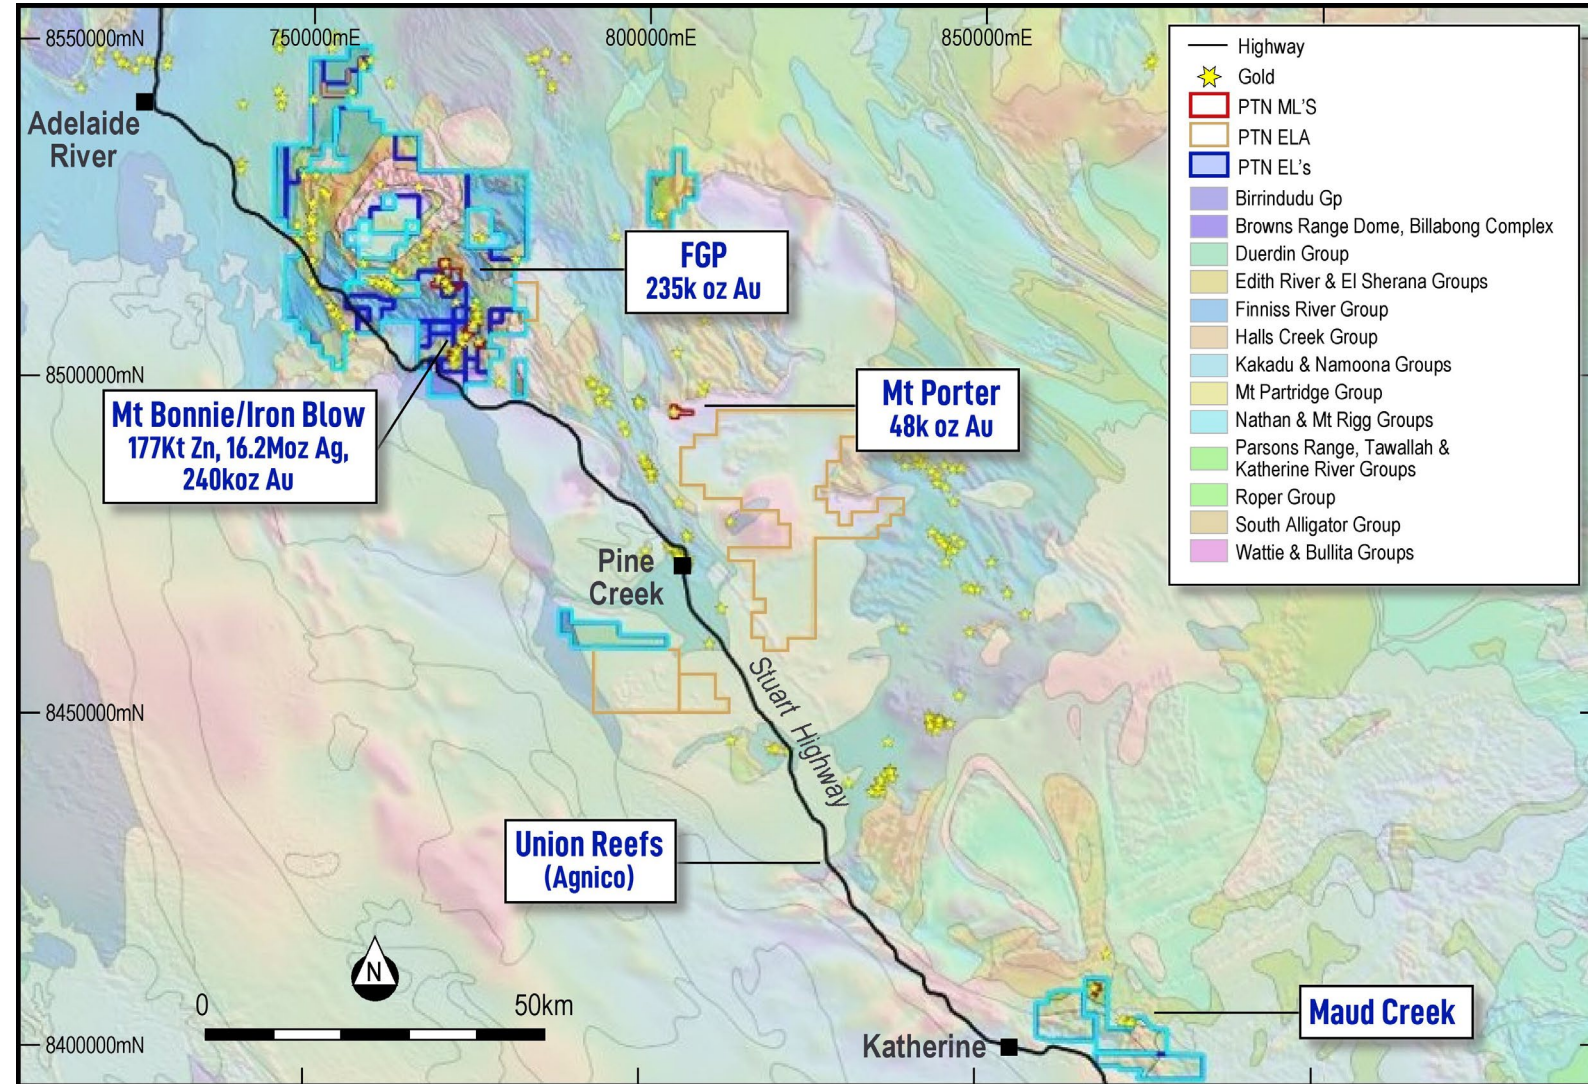 8550000mN
750000mE
800000mE
850000mE
Highway
Gold
PTN ML'S
PTN ELA
PTN EL's
Birrindudu Gp
Browns Range Dome, Billabong Complex
Duerdin Group
Edith River & El Sherana Groups
Finniss River Group
Halls Creek Group
Kakadu & Namoona Groups
Mt Partridge Group
Nathan & Mt Rigg Groups
Parsons Range, Tawallah &
Katherine River Groups
Roper Group
South Alligator Group
Wattie & Bullita Groups
Adelaide
River
FGP
235k oz Au
8500000mN
Mt Porter
48k oz Au
Mt Bonnie/Iron Blow
177Kt Zn, 16.2Moz Ag,
240koz Au
Pine
Creek
Stuart Highway
8450000mN
Union Reefs
(Agnico)
N
0
50km
Maud Creek
Katherine
8400000mN